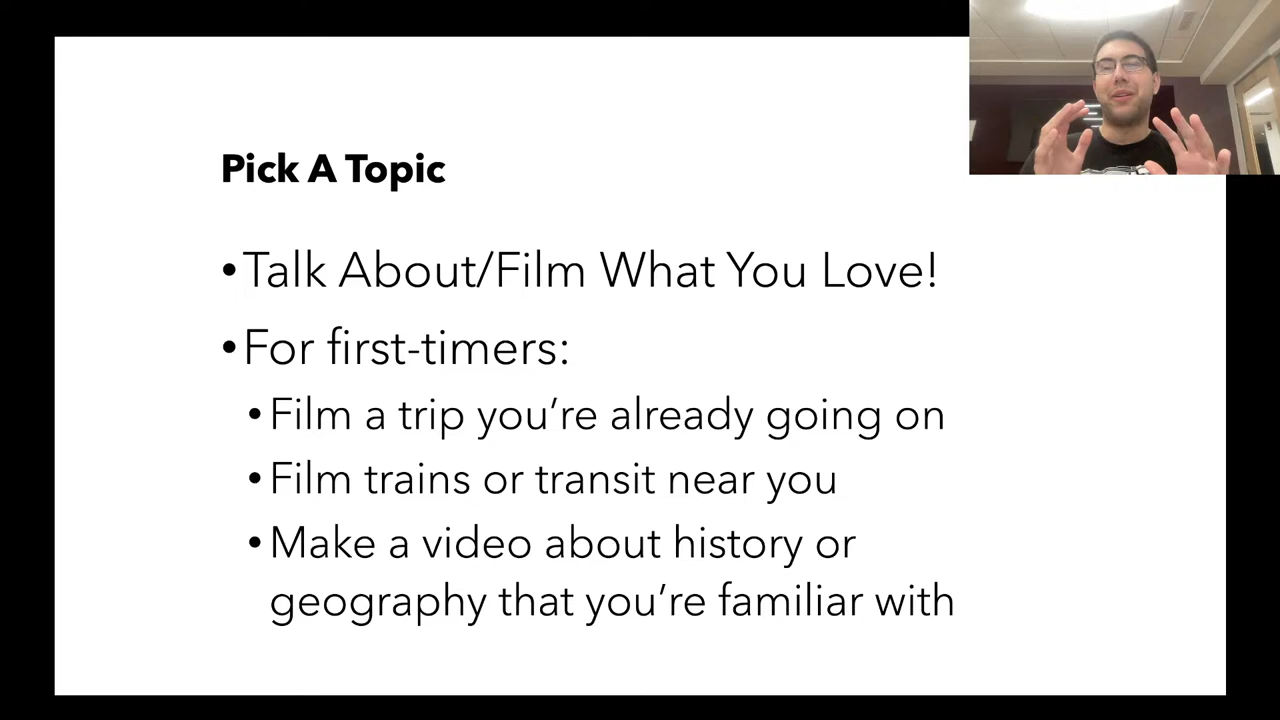 Pick A Topic
•Talk About/Film What You Love!
•For first-timers:
•Film a trip you’re already going on
•Film trains or transit near you
•Make a video about history or
geography that you’re familiar with